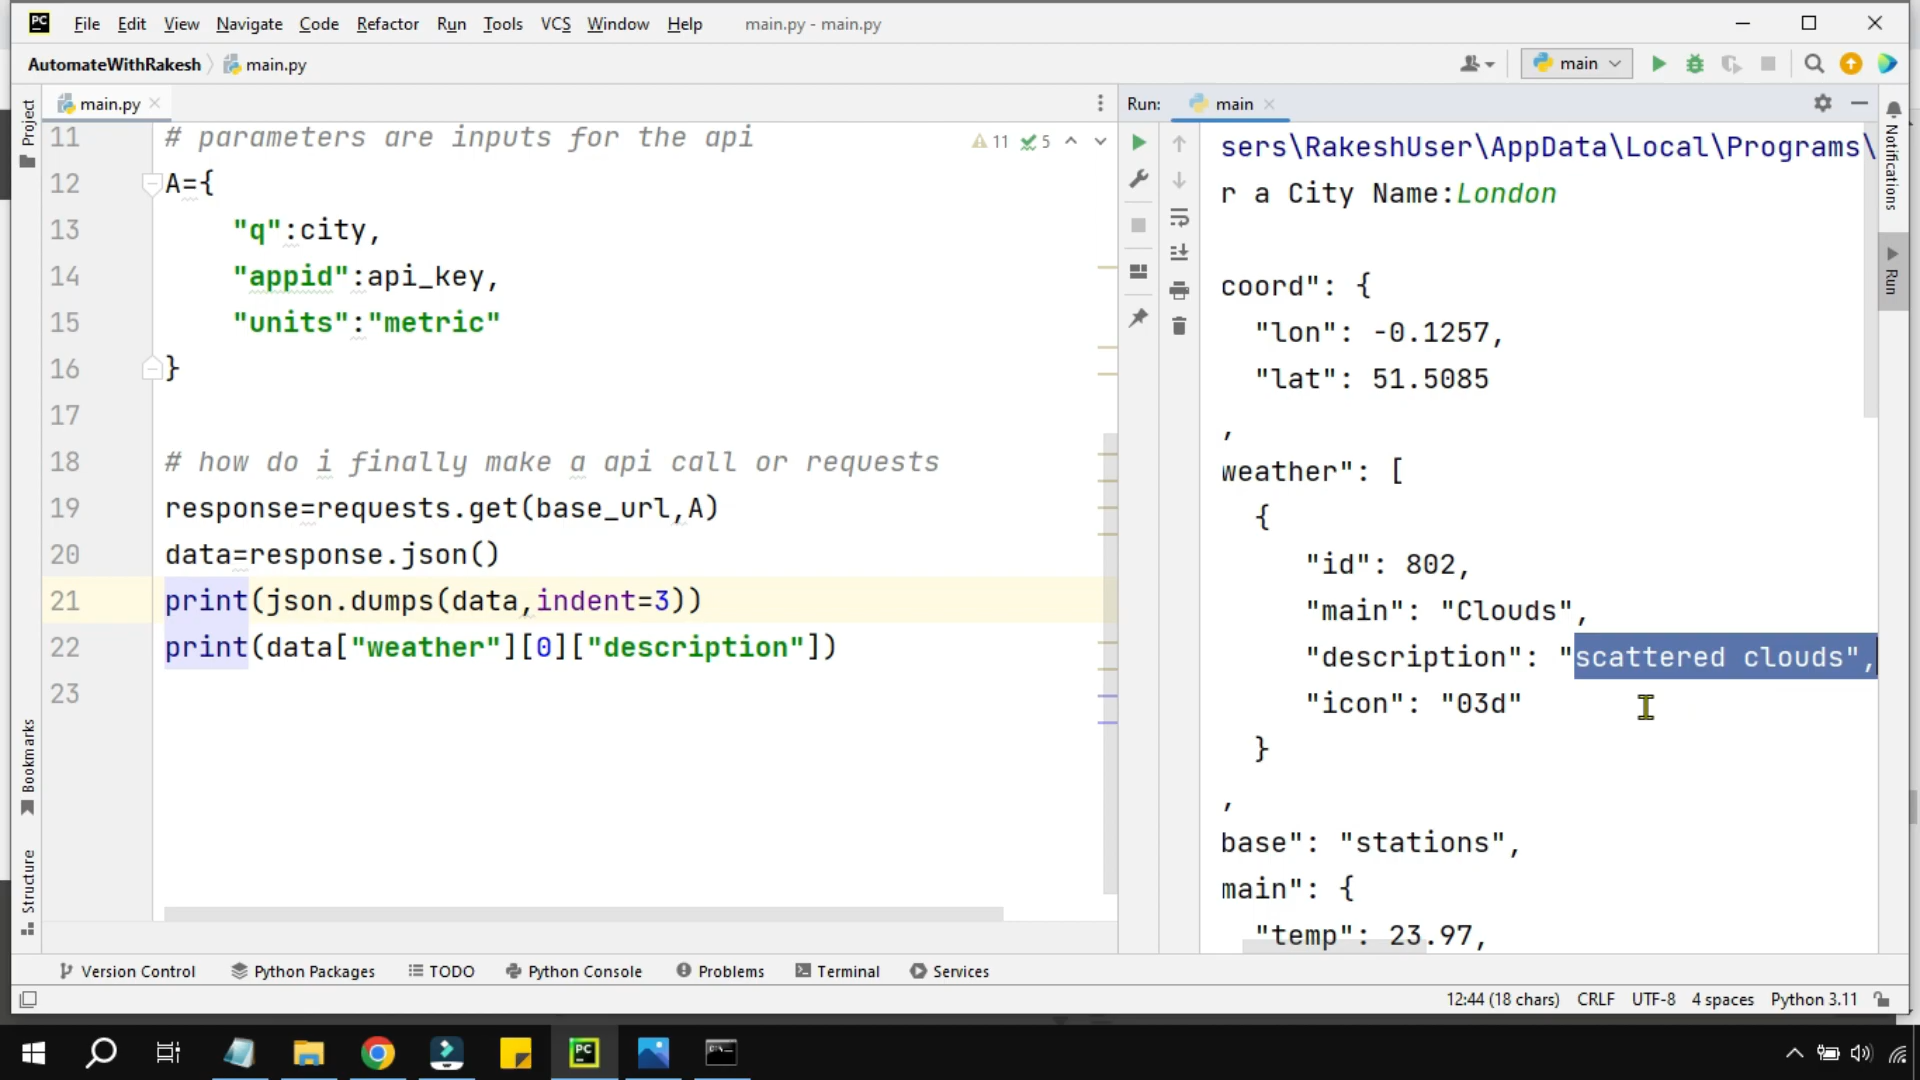 PC File Edit View Navigate Code Refactor Run Tools VCS Window Help main.py - main.py
AutomateWithRakesh main.py main
main.py Run: main
Project
Bookmarks
Structure
11 # parameters are inputs for the api
12 A={
13 "q":city,
14 "appid":api_key,
15 "units":"metric"
16 }
17
18 # how do i finally make a api call or requests
19 response=requests.get(base_url,A)
20 data=response.json()
21 print(json.dumps(data,indent=3))
22 print(data["weather"][0]["description"])
23
11 5
sers\RakeshUser\AppData\Local\Programs\
r a City Name:London
coord": {
"lon": -0.1257,
"lat": 51.5085
,
weather": [
{
"id": 802,
"main": "Clouds",
"description": "scattered clouds",
"icon": "03d"
}
,
base": "stations",
main": {
"temp": 23.97,
Notifications
Run
Version Control Python Packages TODO Python Console Problems Terminal Services
12:44 (18 chars) CRLF UTF-8 4 spaces Python 3.11
PC